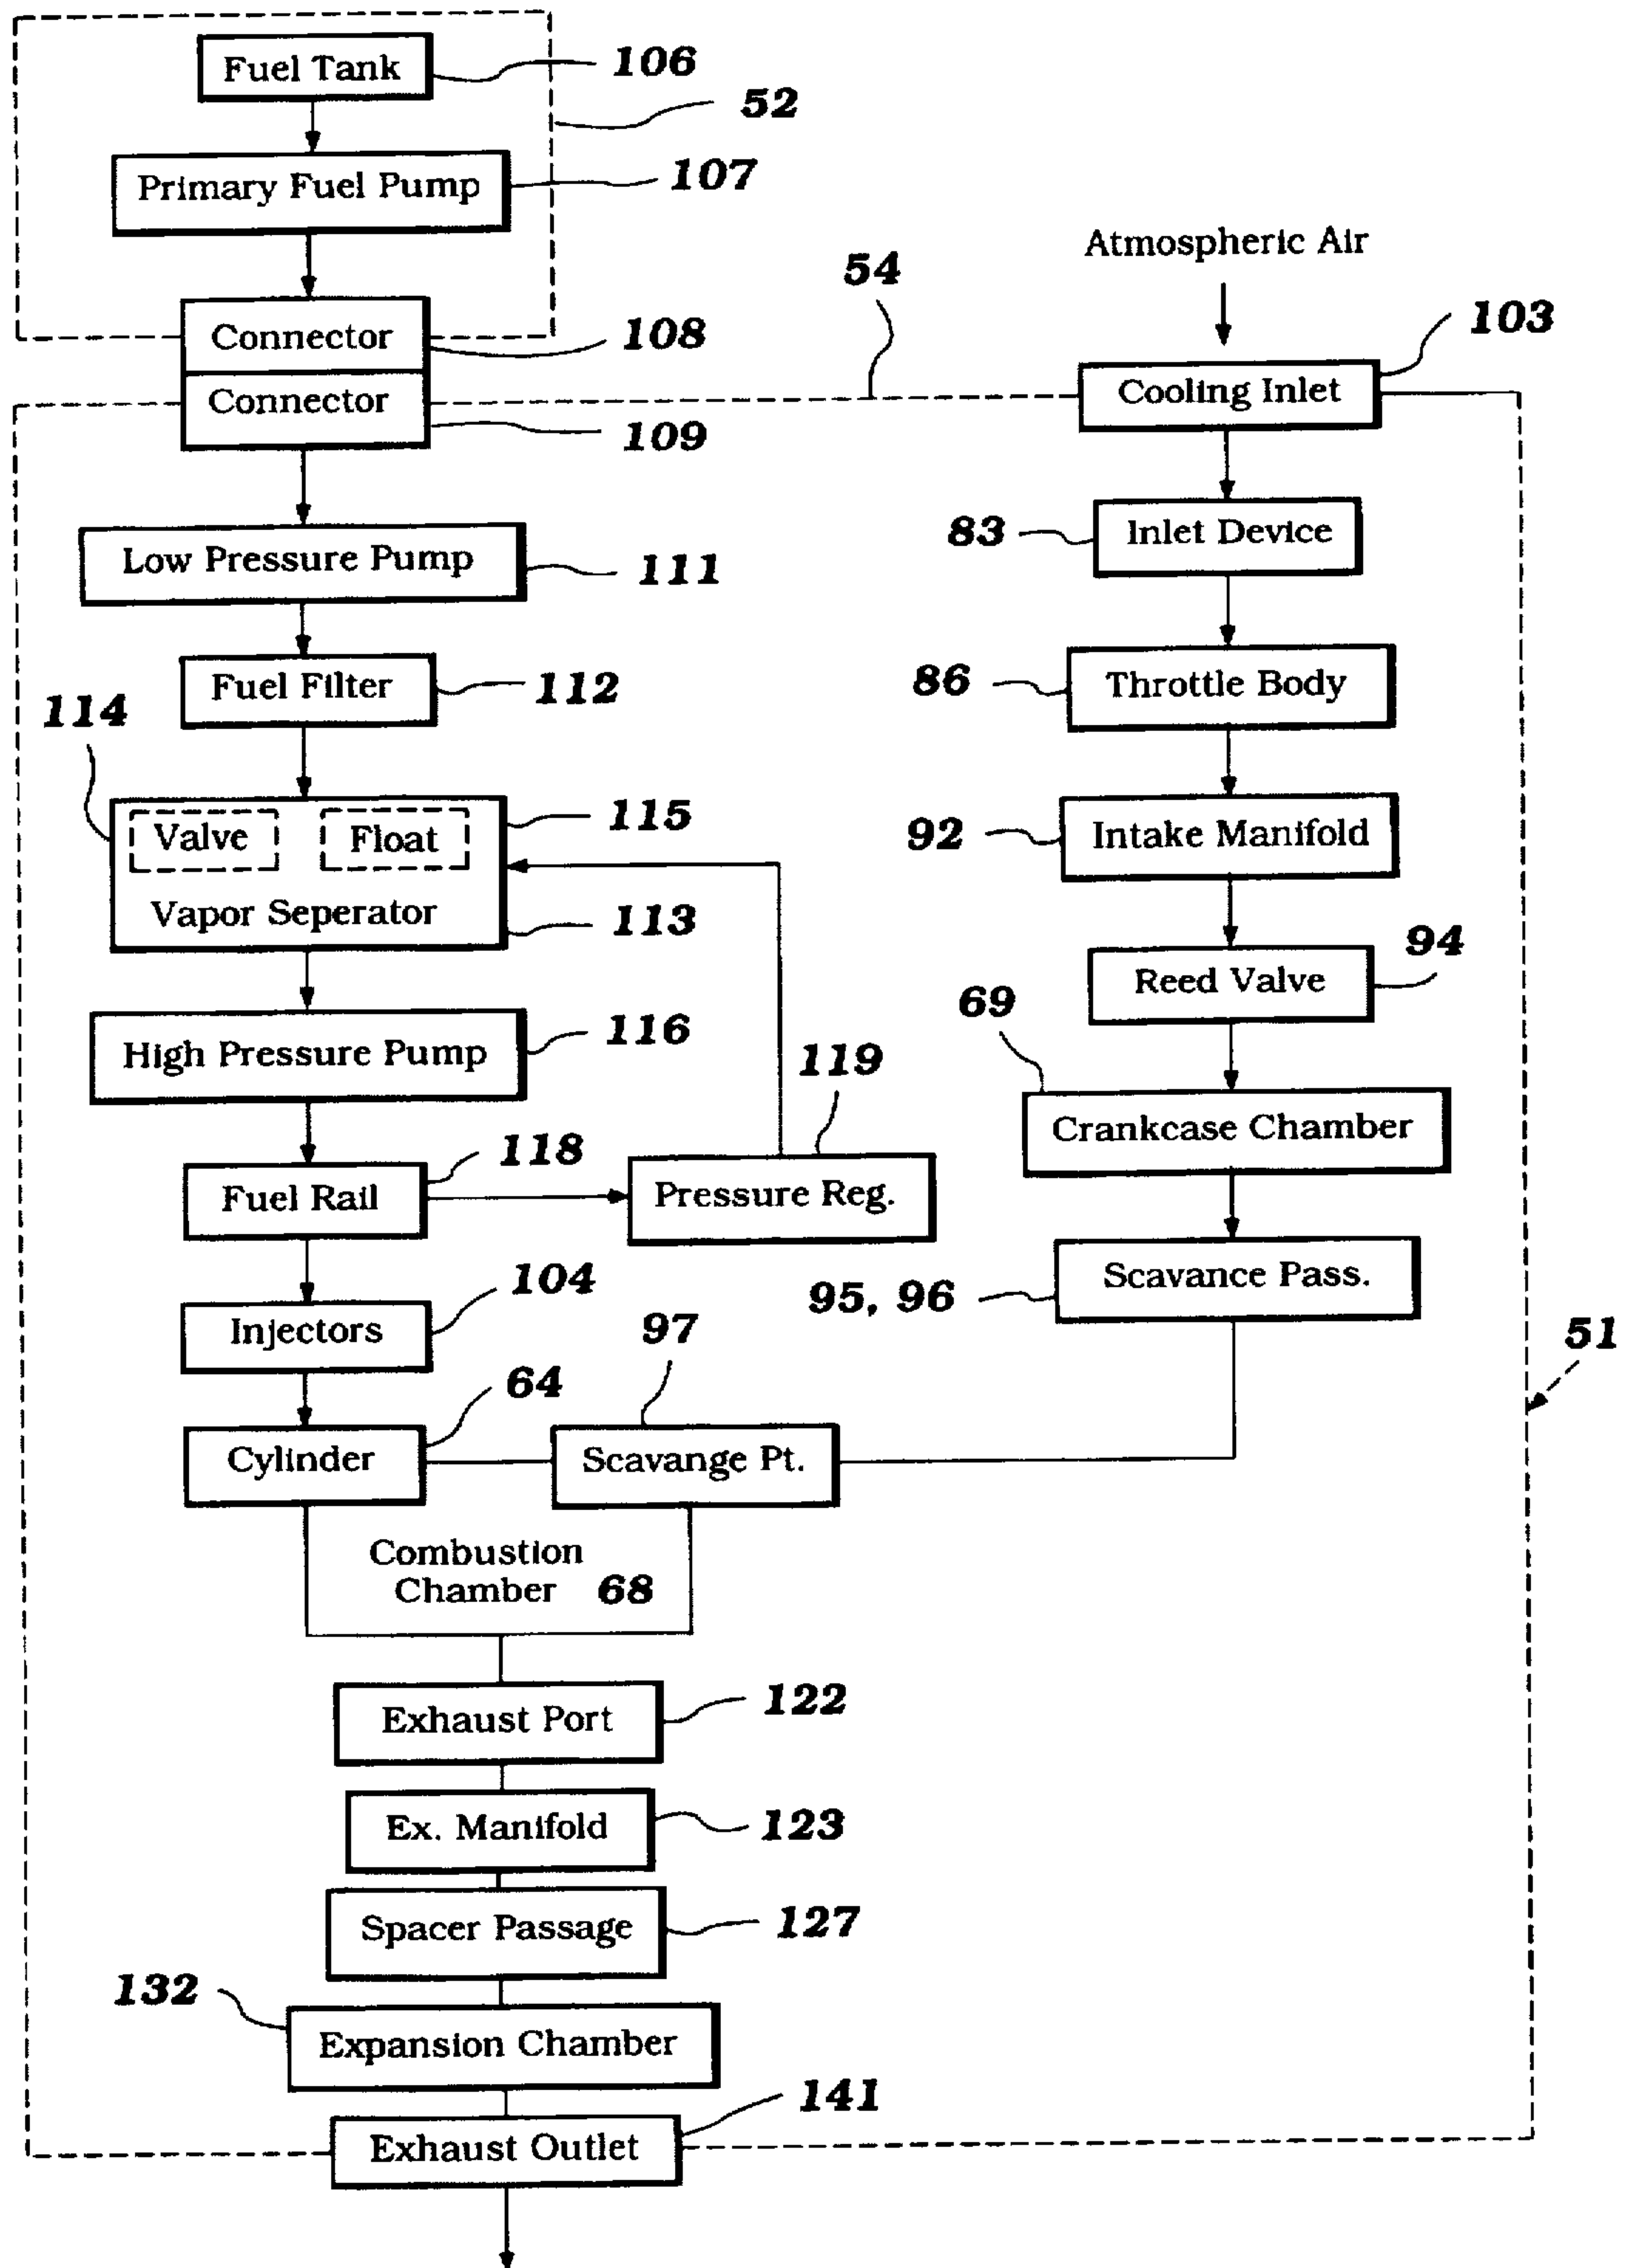 Fuel Tank
106
52
Primary Fuel Pump
107
Atmospheric Air
54
Connector
108
103
Cooling Inlet
Connector
109
83
Inlet Device
Low Pressure Pump
111
Fuel Filter
112
86
Throttle Body
114
Valve
Float
115
92
Intake Manifold
Vapor Seperator
113
94
Reed Valve
69
High Pressure Pump
116
119
Crankcase Chamber
118
Fuel Rail
Pressure Reg.
Scavance Pass.
95, 96
104
Injectors
97
51
64
Cylinder
Scavange Pt.
Combustion
Chamber 68
Exhaust Port
122
Ex. Manifold
123
Spacer Passage
127
132
Expansion Chamber
141
Exhaust Outlet